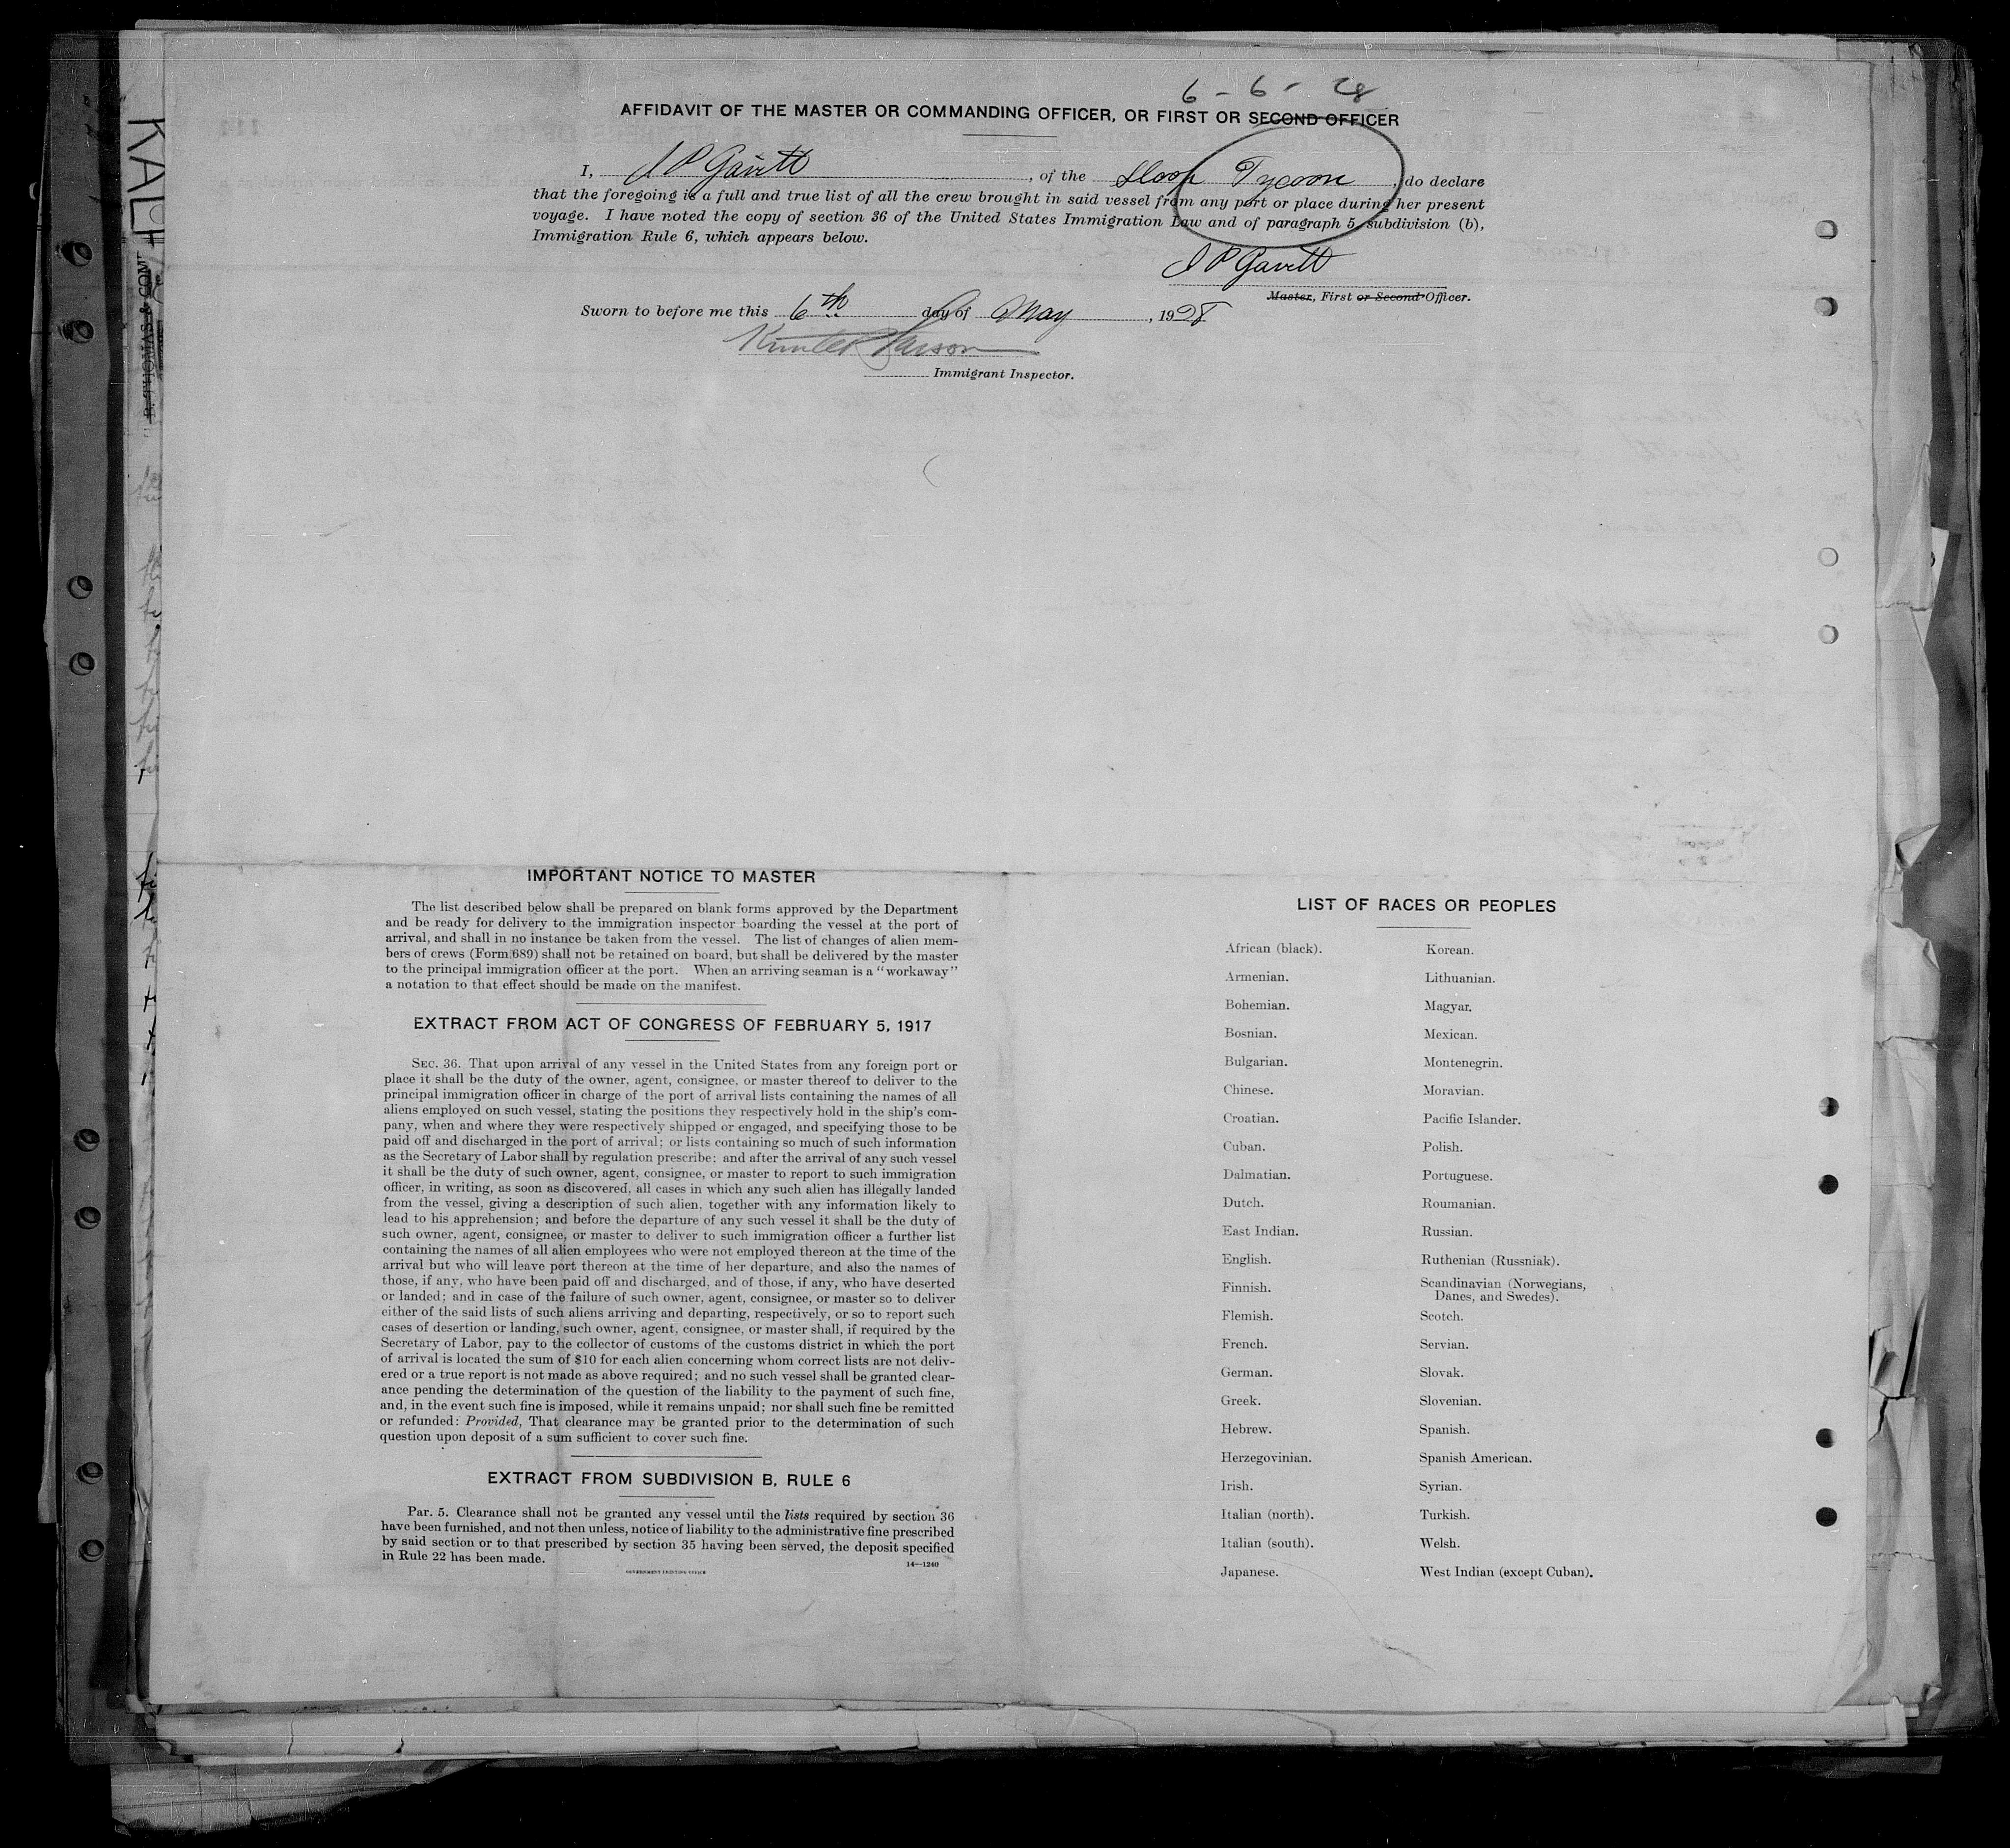 6 - 6 - 28
AFFIDAVIT OF THE MASTER OR COMMANDING OFFICER, OR FIRST OR SECOND OFFICER
I, J P Gavitt, of the Sloop Tycoon, do declare
that the foregoing is a full and true list of all the crew brought in said vessel from any port or place during her present
voyage. I have noted the copy of section 36 of the United States Immigration Law and of paragraph 5, subdivision (b),
Immigration Rule 6, which appears below.
J P Gavitt
Master, First or Second Officer.
Sworn to before me this 6th day of May, 1928
Larson
Immigrant Inspector.
IMPORTANT NOTICE TO MASTER
The list described below shall be prepared on blank forms approved by the Department
and be ready for delivery to the immigration inspector boarding the vessel at the port of
arrival, and shall in no instance be taken from the vessel. The list of changes of alien mem-
bers of crews (Form 689) shall not be retained on board, but shall be delivered by the master
to the principal immigration officer at the port. When an arriving seaman is a "workaway"
a notation to that effect should be made on the manifest.
EXTRACT FROM ACT OF CONGRESS OF FEBRUARY 5, 1917
SEC. 36. That upon arrival of any vessel in the United States from any foreign port or
place it shall be the duty of the owner, agent, consignee, or master thereof to deliver to the
principal immigration officer in charge of the port of arrival lists containing the names of all
aliens employed on such vessel, stating the positions they respectively hold in the ship's com-
pany, when and where they were respectively shipped or engaged, and specifying those to be
paid off and discharged in the port of arrival; or lists containing so much of such information
as the Secretary of Labor shall by regulation prescribe; and after the arrival of any such vessel
it shall be the duty of such owner, agent, consignee, or master to report to such immigration
officer, in writing, as soon as discovered, all cases in which any such alien has illegally landed
from the vessel, giving a description of such alien, together with any information likely to
lead to his apprehension; and before the departure of any such vessel it shall be the duty of
such owner, agent, consignee, or master to deliver to such immigration officer a further list
containing the names of all alien employees who were not employed thereon at the time of the
arrival but who will leave port thereon at the time of her departure, and also the names of
those, if any, who have been paid off and discharged, and of those, if any, who have deserted
or landed; and in case of the failure of such owner, agent, consignee, or master so to deliver
either of the said lists of such aliens arriving and departing, respectively, or so to report such
cases of desertion or landing, such owner, agent, consignee, or master shall, if required by the
Secretary of Labor, pay to the collector of customs of the customs district in which the port
of arrival is located the sum of $10 for each alien concerning whom correct lists are not deliv-
ered or a true report is not made as above required; and no such vessel shall be granted clear-
ance pending the determination of the question of the liability to the payment of such fine,
and, in the event such fine is imposed, while it remains unpaid; nor shall such fine be remitted
or refunded: Provided, That clearance may be granted prior to the determination of such
question upon deposit of a sum sufficient to cover such fine.
EXTRACT FROM SUBDIVISION B, RULE 6
Par. 5. Clearance shall not be granted any vessel until the lists required by section 36
have been furnished, and not then unless, notice of liability to the administrative fine prescribed
by said section or to that prescribed by section 35 having been served, the deposit specified
in Rule 22 has been made.
14—1240
GOVERNMENT PRINTING OFFICE
LIST OF RACES OR PEOPLES
African (black).
Armenian.
Bohemian.
Bosnian.
Bulgarian.
Chinese.
Croatian.
Cuban.
Dalmatian.
Dutch.
East Indian.
English.
Finnish.
Flemish.
French.
German.
Greek.
Hebrew.
Herzegovinian.
Irish.
Italian (north).
Italian (south).
Japanese.
Korean.
Lithuanian.
Magyar.
Mexican.
Montenegrin.
Moravian.
Pacific Islander.
Polish.
Portuguese.
Roumanian.
Russian.
Ruthenian (Russniak).
Scandinavian (Norwegians,
Danes, and Swedes).
Scotch.
Servian.
Slovak.
Slovenian.
Spanish.
Spanish American.
Syrian.
Turkish.
Welsh.
West Indian (except Cuban).